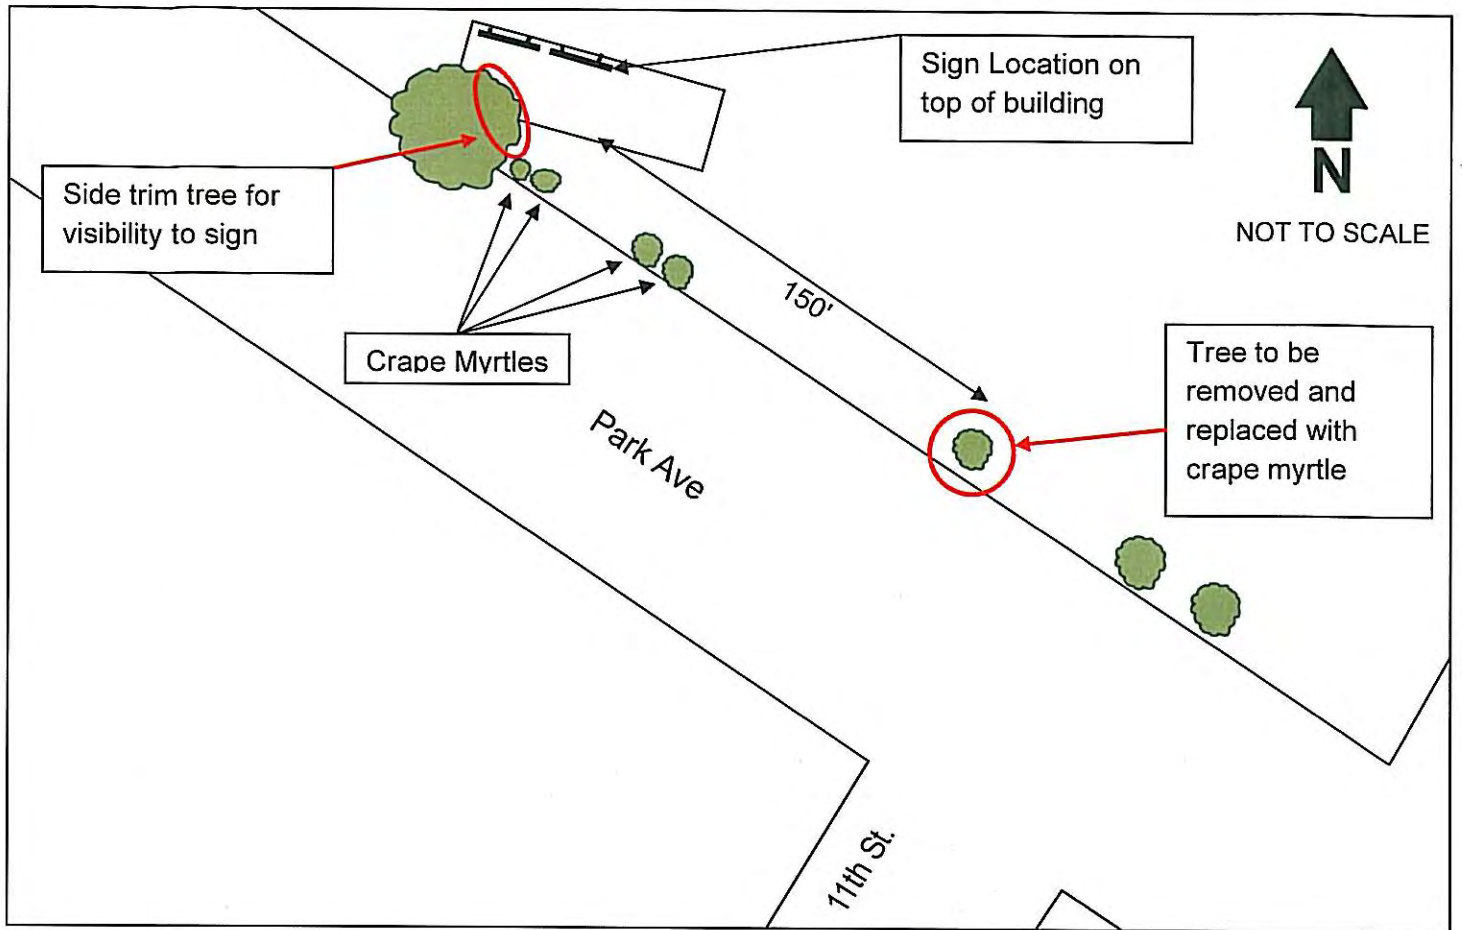 Sign Location on
top of building
N
NOT TO SCALE
Side trim tree for
visibility to sign
150'
Crape Myrtles
Tree to be
removed and
replaced with
crape myrtle
Park Ave
11th St.